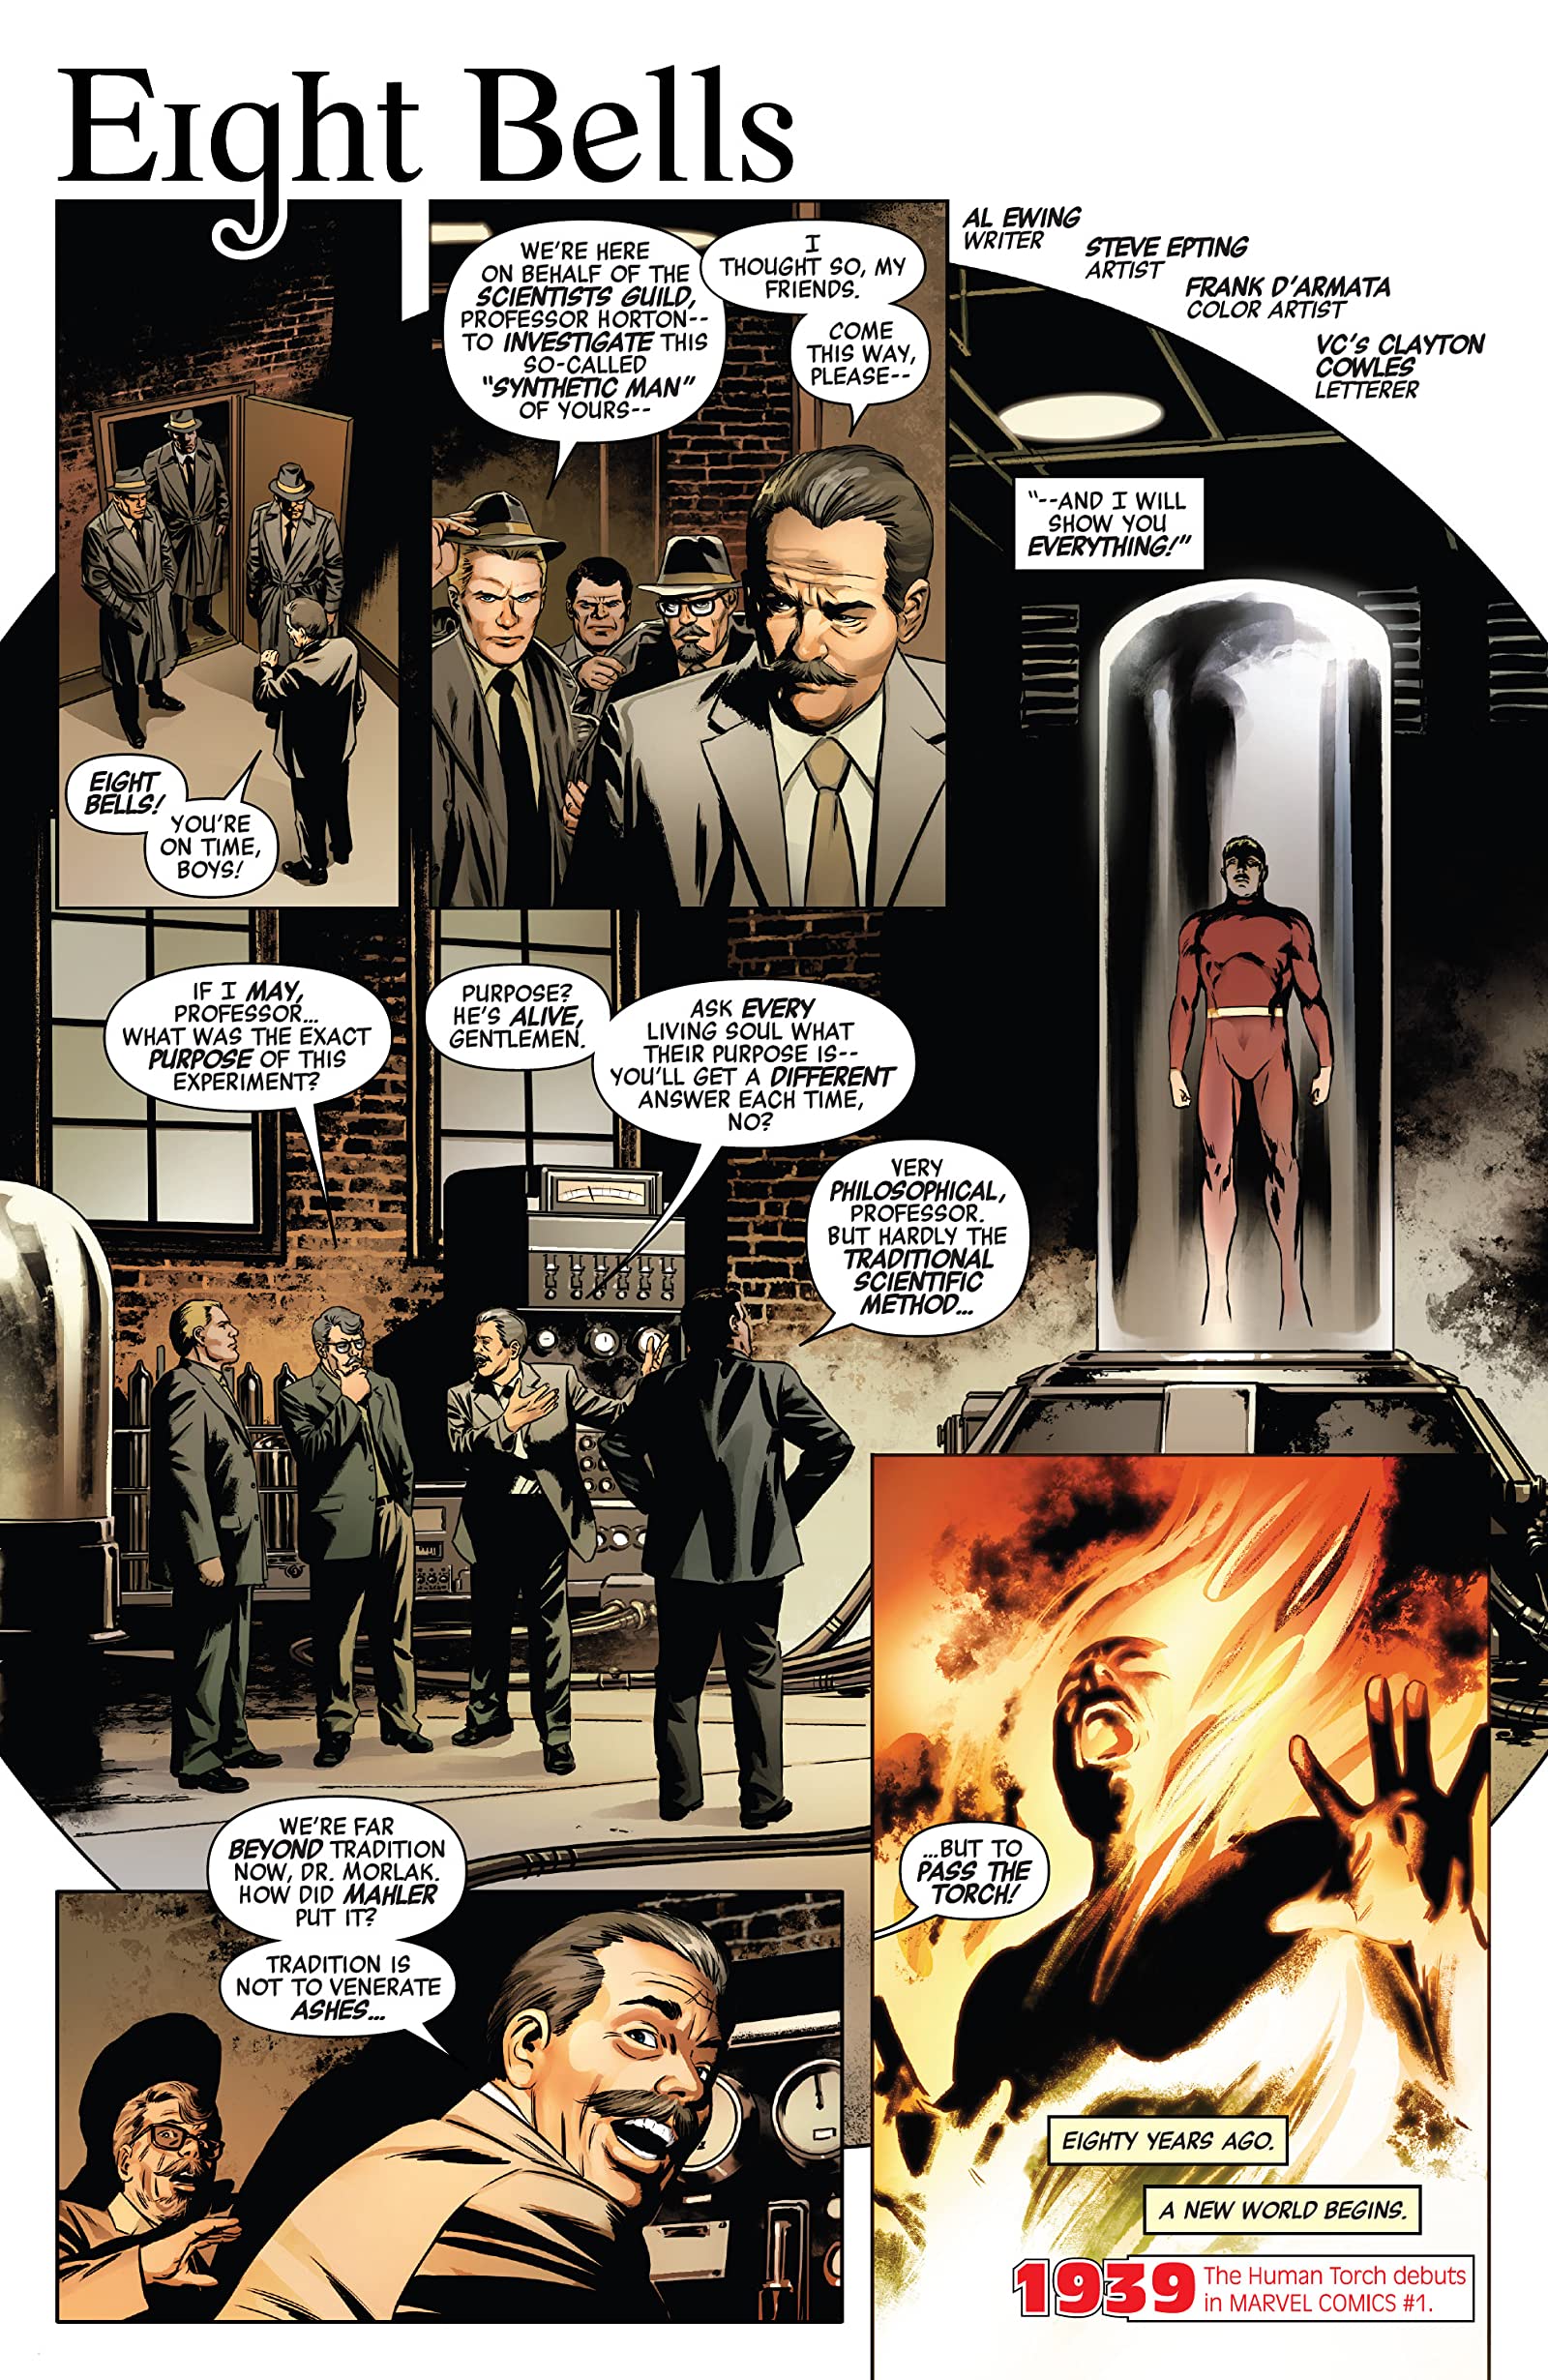 Eight Bells
AL EWING
WRITER
STEVE EPTING
ARTIST
FRANK D'ARMATA
COLOR ARTIST
VC'S CLAYTON
COWLES
LETTERER
EIGHT
BELLS!
YOU'RE
ON TIME,
BOYS!
WE'RE HERE
ON BEHALF OF THE
SCIENTISTS GUILD,
PROFESSOR HORTON--
TO INVESTIGATE THIS
SO-CALLED
"SYNTHETIC MAN"
OF YOURS--
I
THOUGHT SO, MY
FRIENDS.
COME
THIS WAY,
PLEASE--
"--AND I WILL
SHOW YOU
EVERYTHING!"
IF I MAY,
PROFESSOR...
WHAT WAS THE EXACT
PURPOSE OF THIS
EXPERIMENT?
PURPOSE?
HE'S ALIVE,
GENTLEMEN.
ASK EVERY
LIVING SOUL WHAT
THEIR PURPOSE IS--
YOU'LL GET A DIFFERENT
ANSWER EACH TIME,
NO?
VERY
PHILOSOPHICAL,
PROFESSOR.
BUT HARDLY THE
TRADITIONAL
SCIENTIFIC
METHOD...
WE'RE FAR
BEYOND TRADITION
NOW, DR. MORLAK.
HOW DID MAHLER
PUT IT?
TRADITION IS
NOT TO VENERATE
ASHES...
...BUT TO
PASS THE
TORCH!
EIGHTY YEARS AGO.
A NEW WORLD BEGINS.
1939 The Human Torch debuts
in MARVEL COMICS #1.